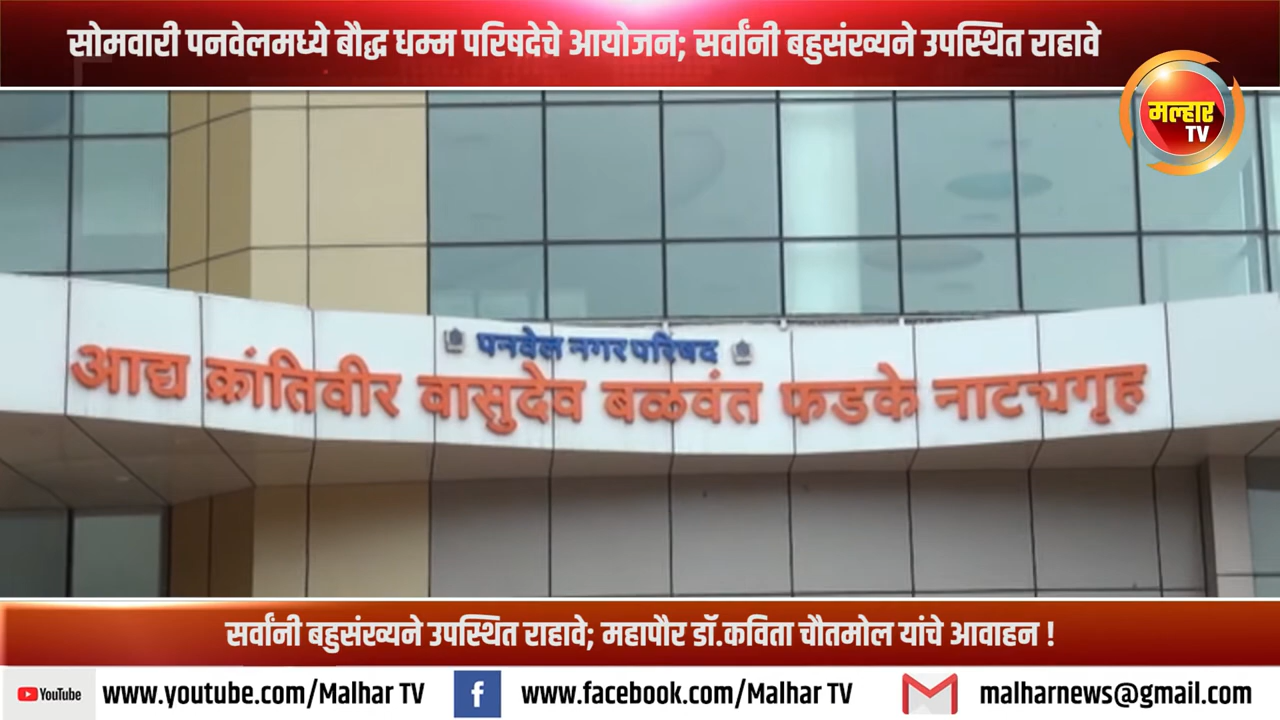 सोमवारी पनवेलमध्ये बौद्ध धम्म परिषदेचे आयोजन; सर्वांनी बहुसंख्यने उपस्थित राहावे
मल्हार
TV
पनवेल नगर परिषद
आद्य क्रांतिवीर वासुदेव बळवंत फडके नाट्यगृह
सर्वांनी बहुसंख्यने उपस्थित राहावे; महापौर डॉ.कविता चौतमोल यांचे आवाहन !
YouTube www.youtube.com/Malhar TV f www.facebook.com/Malhar TV malharnews@gmail.com